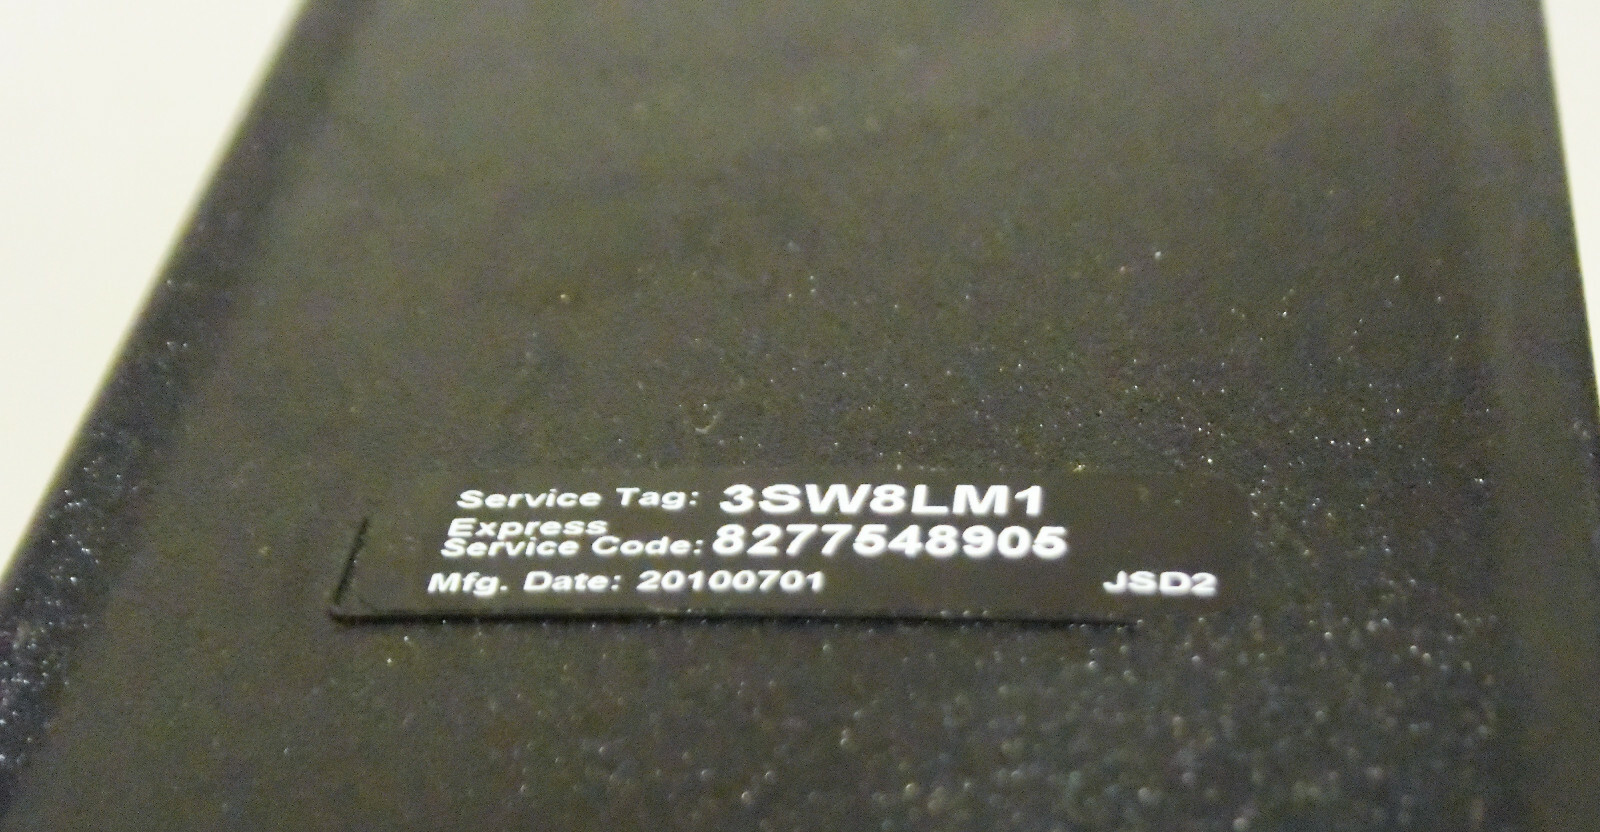 Service Tag: 3SW8LM1
Express
Service Code: 8277548905
Mfg. Date: 20100701 JSD2